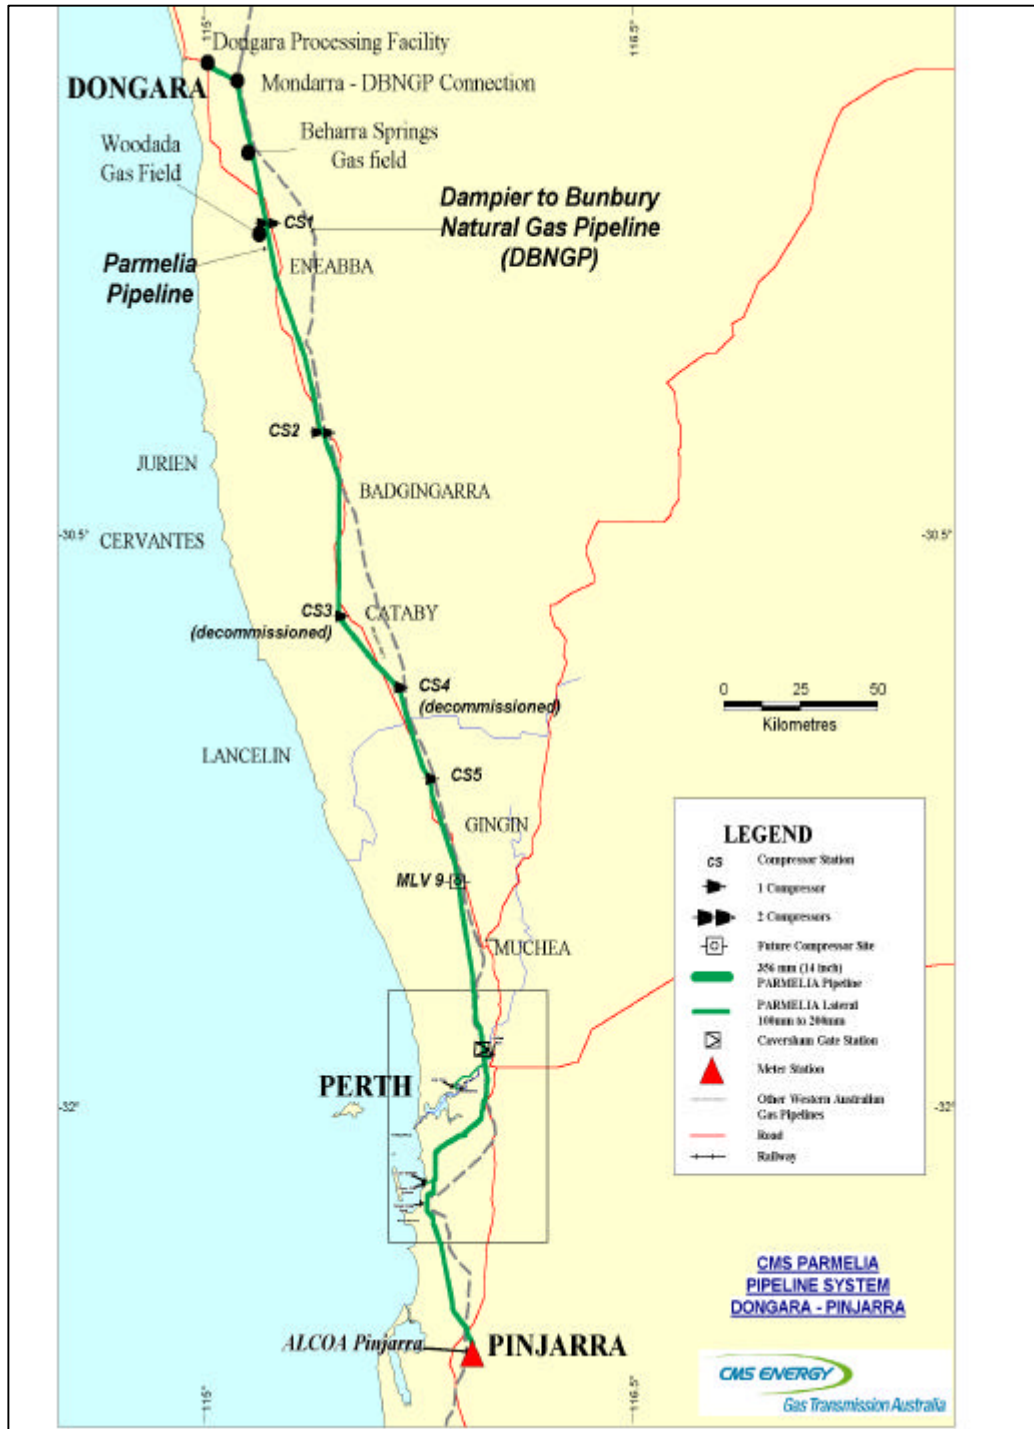 115°
116.5°
Dongara Processing Facility
DONGARA
Mondarra - DBNGP Connection
Woodada
Gas Field
Beharra Springs
Gas field
Dampier to Bunbury
Natural Gas Pipeline
(DBNGP)
CS1
Parmelia
Pipeline
ENEABBA
CS2
JURIEN
BADGINGARRA
-30.5°
-30.5°
CERVANTES
CS3
(decommissioned)
CATABY
CS4
(decommissioned)
0 25 50
Kilometres
LANCELIN
CS5
GINGIN
MLV 9
MUCHEA
LEGEND
CS Compressor Station
1 Compressor
2 Compressors
Future Compressor Site
356 mm (14 inch)
PARMELIA Pipeline
PARMELIA Lateral
100mm to 200mm
Caversham Gate Station
Meter Station
Other Western Australian
Gas Pipelines
Road
Railway
PERTH
-32°
-32°
CMS PARMELIA
PIPELINE SYSTEM
DONGARA - PINJARRA
ALCOA Pinjarra
PINJARRA
CMS ENERGY
Gas Transmission Australia
115°
116.5°